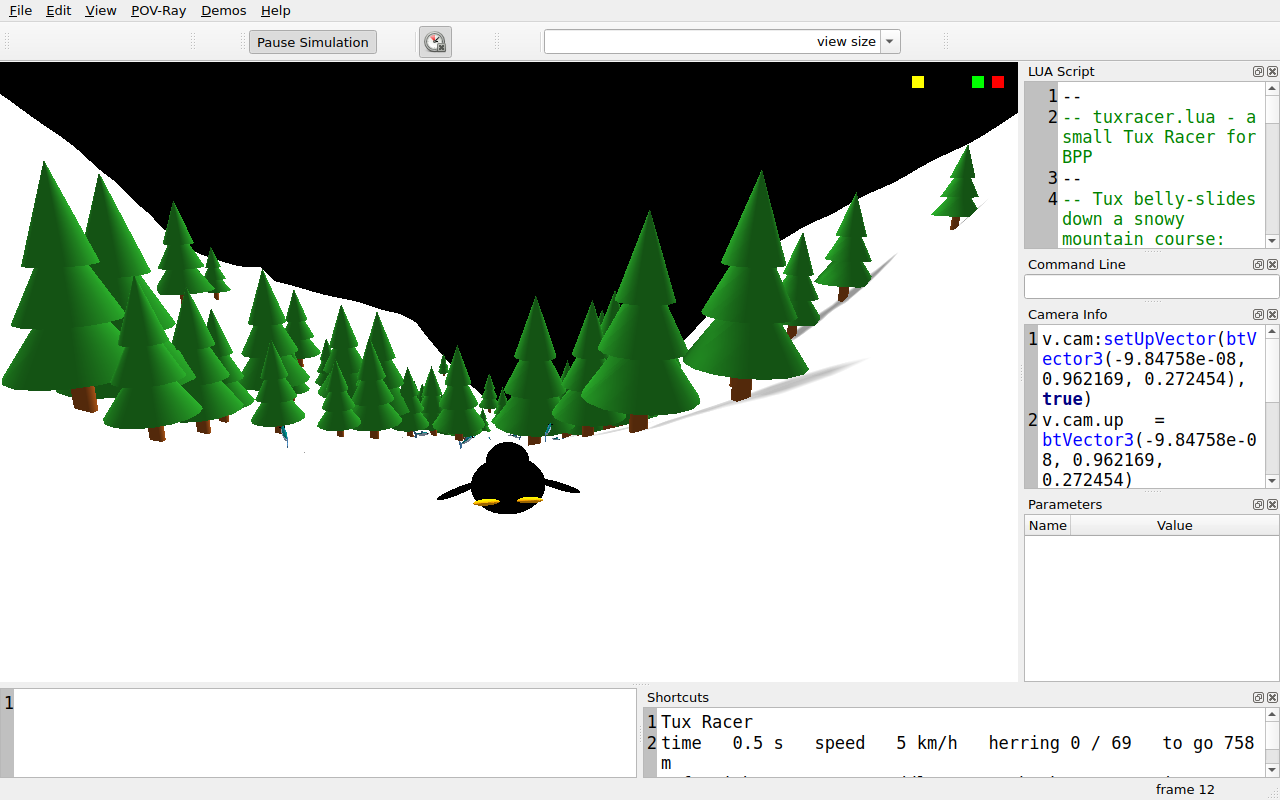 File Edit View POV-Ray Demos Help
Pause Simulation
view size
LUA Script
1 --
2 -- tuxracer.lua - a
small Tux Racer for
BPP
3 --
4 -- Tux belly-slides
down a snowy
mountain course:
Command Line
Camera Info
1 v.cam:setUpVector(btV
ector3(-9.84758e-08,
0.962169, 0.272454),
true)
2 v.cam.up =
btVector3(-9.84758e-0
8, 0.962169,
0.272454)
Parameters
Name Value
1
Shortcuts
1 Tux Racer
2 time 0.5 s speed 5 km/h herring 0 / 69 to go 758
m
frame 12